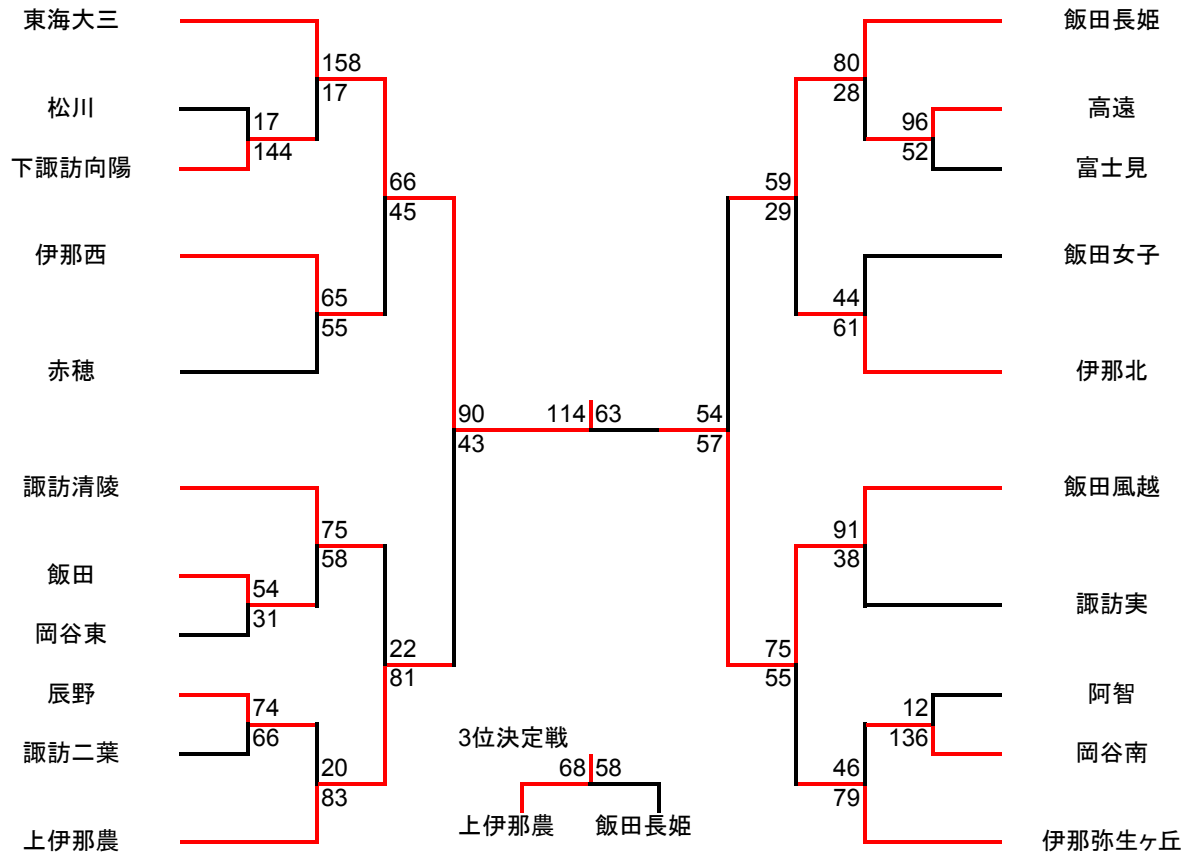 東海大三
158
17
松川
17
144
下諏訪向陽
66
45
伊那西
65
55
赤穂
90
43
諏訪清陵
75
58
飯田
54
31
岡谷東
22
81
辰野
74
66
諏訪二葉
20
83
上伊那農
114 63
3位決定戦
68 58
上伊那農 飯田長姫
飯田長姫
80
28
高遠
96
52
富士見
59
29
飯田女子
44
61
伊那北
54
57
飯田風越
91
38
諏訪実
75
55
阿智
12
136
岡谷南
46
79
伊那弥生ヶ丘